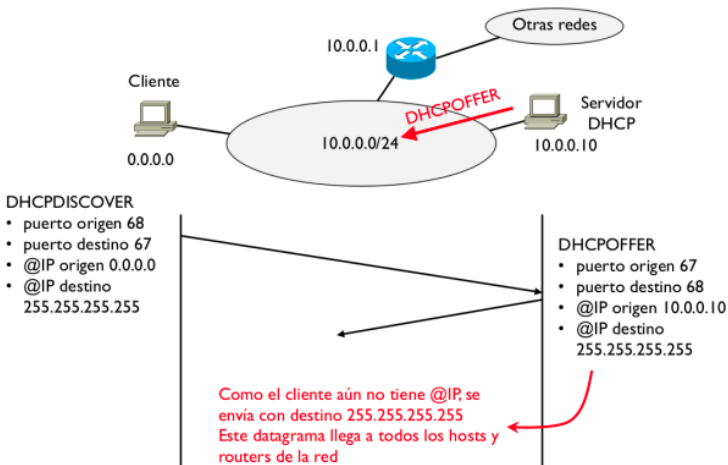 Otras redes
10.0.0.1
Cliente
DHCPOFFER
Servidor
DHCP
0.0.0.0
10.0.0.0/24
10.0.0.10
DHCPDISCOVER
• puerto origen 68
• puerto destino 67
• @IP origen 0.0.0.0
• @IP destino
255.255.255.255
DHCPOFFER
• puerto origen 67
• puerto destino 68
• @IP origen 10.0.0.10
• @IP destino
255.255.255.255
Como el cliente aún no tiene @IP, se
envía con destino 255.255.255.255
Este datagrama llega a todos los hosts y
routers de la red